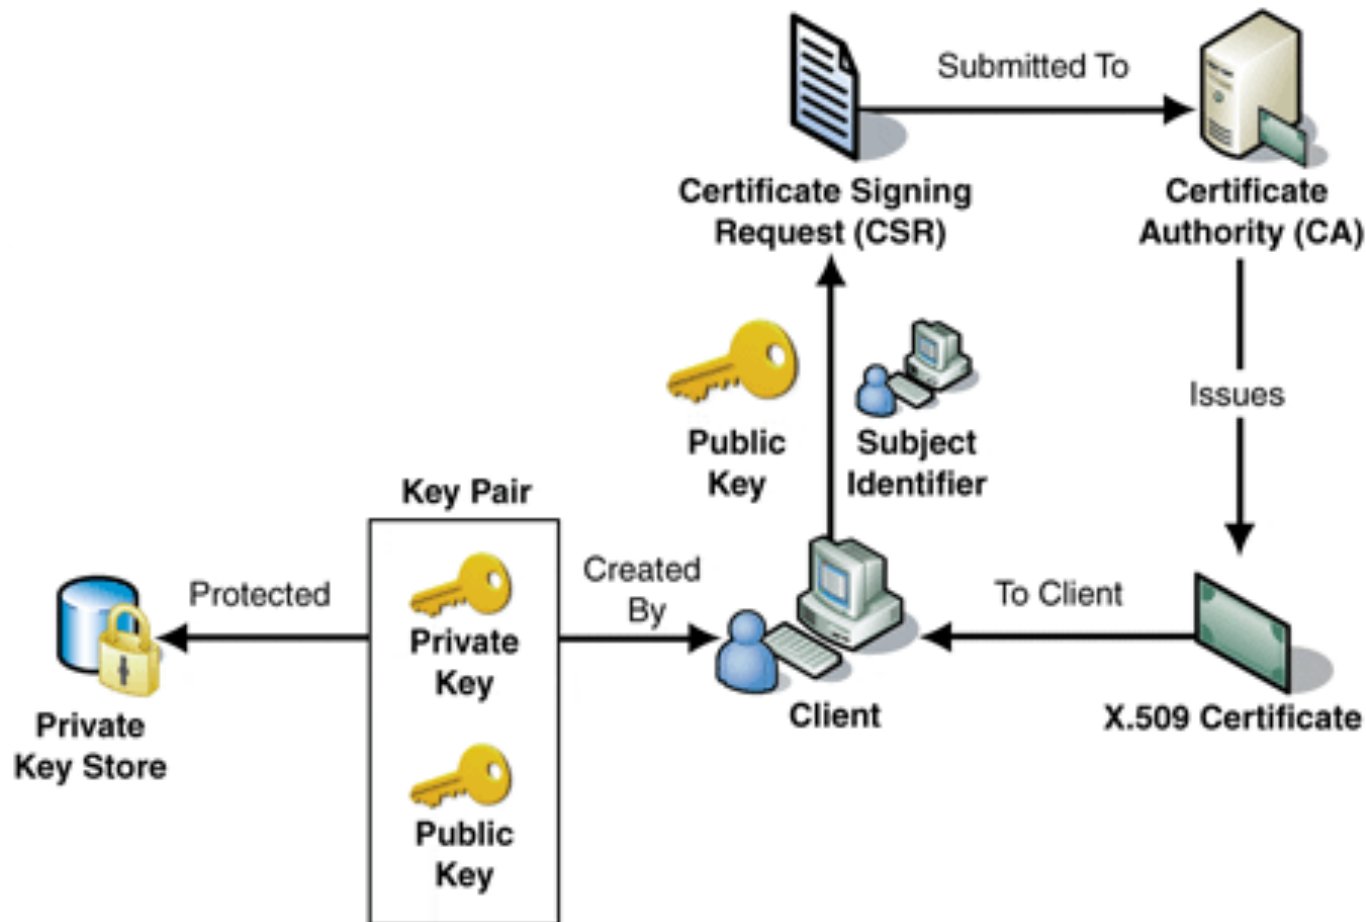 Submitted To
Certificate Signing
Request (CSR)
Certificate
Authority (CA)
Public
Key
Subject
Identifier
Issues
Key Pair
Protected
Private
Key
Created
By
To Client
Private
Key Store
Client
X.509 Certificate
Public
Key